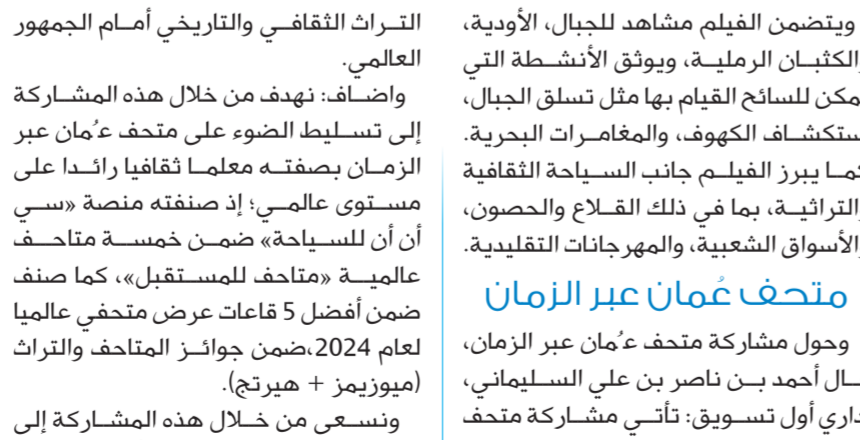 ويتضمن الفيلم مشاهد للجبال، الأودية،
والكثبان الرملية، ويوثق الأنشطة التي
يمكن للسائح القيام بها مثل تسلق الجبال،
استكشاف الكهوف، والمغامرات البحرية.
كما يبرز الفيلم جانب السياحة الثقافية
والتراثية، بما في ذلك القلاع والحصون،
والأسواق الشعبية، والمهرجانات التقليدية.
متحف عُمان عبر الزمان
وحول مشاركة متحف عُمان عبر الزمان،
قال أحمد بن ناصر بن علي السليماني،
إداري أول تسويق: تأتي مشاركة متحف
التراث الثقافي والتاريخي أمام الجمهور
العالمي.
واضاف: نهدف من خلال هذه المشاركة
إلى تسليط الضوء على متحف عُمان عبر
الزمان بصفته معلما ثقافيا رائدا على
مستوى عالمي؛ إذ صنفته منصة «سي
أن أن للسياحة» ضمن خمسة متاحف
عالمية «متاحف للمستقبل»، كما صنف
ضمن أفضل 5 قاعات عرض متحفي عالميا
لعام 2024،ضمن جوائز المتاحف والتراث
(ميوزيمز + هيرتج).
ونسعى من خلال هذه المشاركة إلى